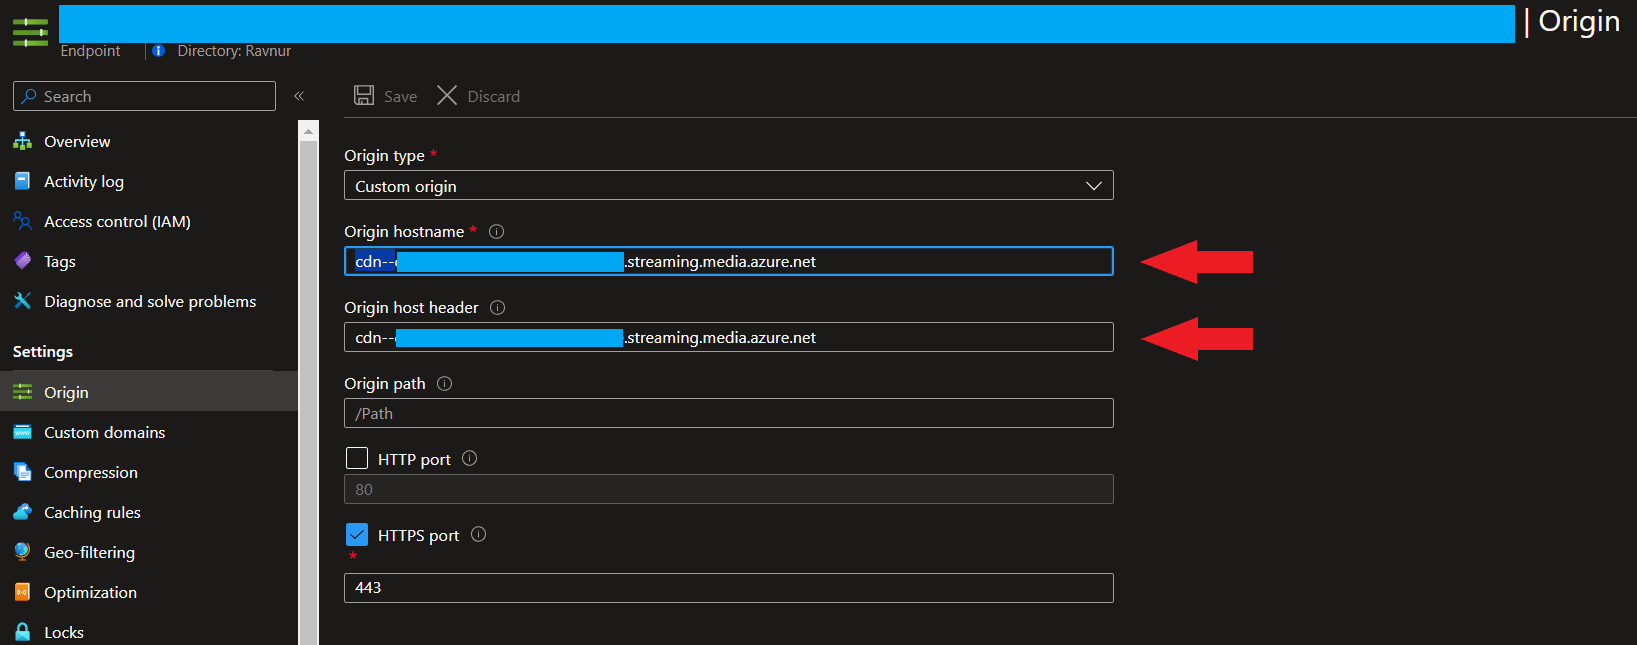 | Origin
Endpoint
Directory: Ravnur
Search
«
Save
Discard
Overview
Activity log
Access control (IAM)
Tags
Diagnose and solve problems
Settings
Origin
Custom domains
Compression
Caching rules
Geo-filtering
Optimization
Locks
Origin type *
Custom origin
Origin hostname *
cdn-- .streaming.media.azure.net
Origin host header
cdn-- .streaming.media.azure.net
Origin path
/Path
HTTP port
80
HTTPS port
*
443